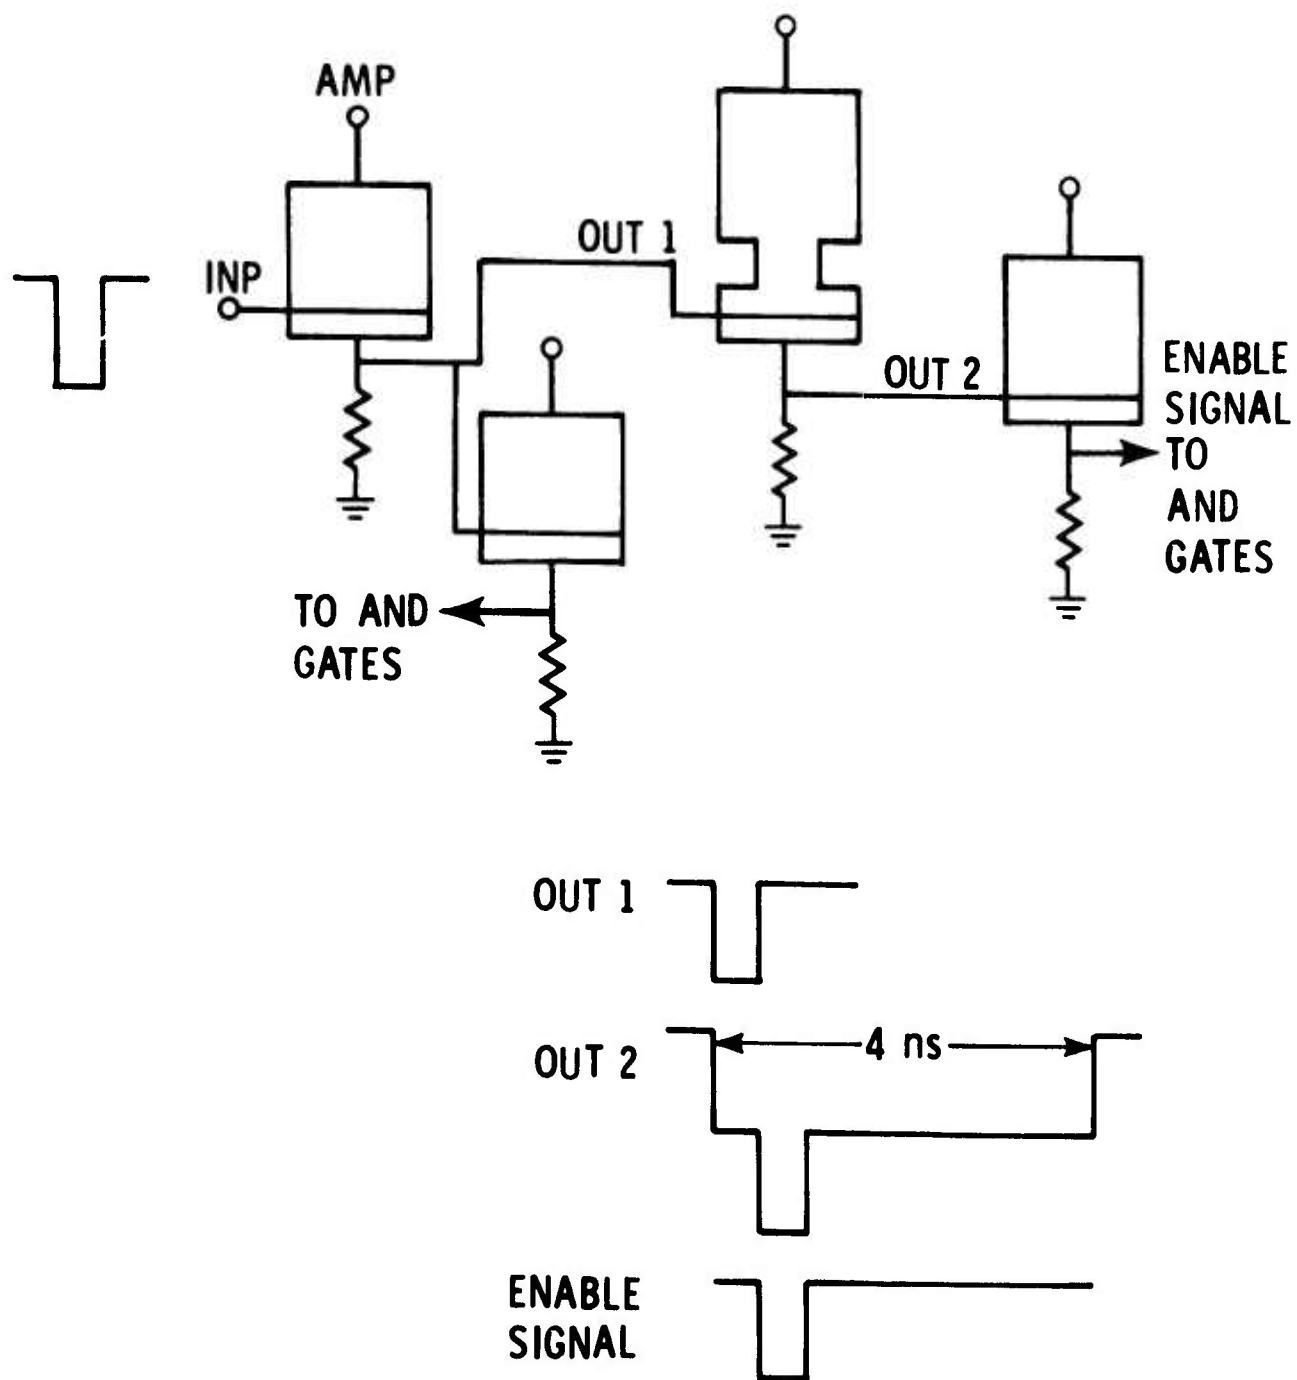 AMP
INP
OUT 1
OUT 2
ENABLE
SIGNAL
TO
AND
GATES
TO AND
GATES
OUT 1
OUT 2
4 ns
ENABLE
SIGNAL